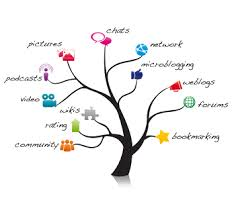 chats
pictures
network
microblogging
podcasts
weblogs
video
wikis
forums
rating
bookmarking
community